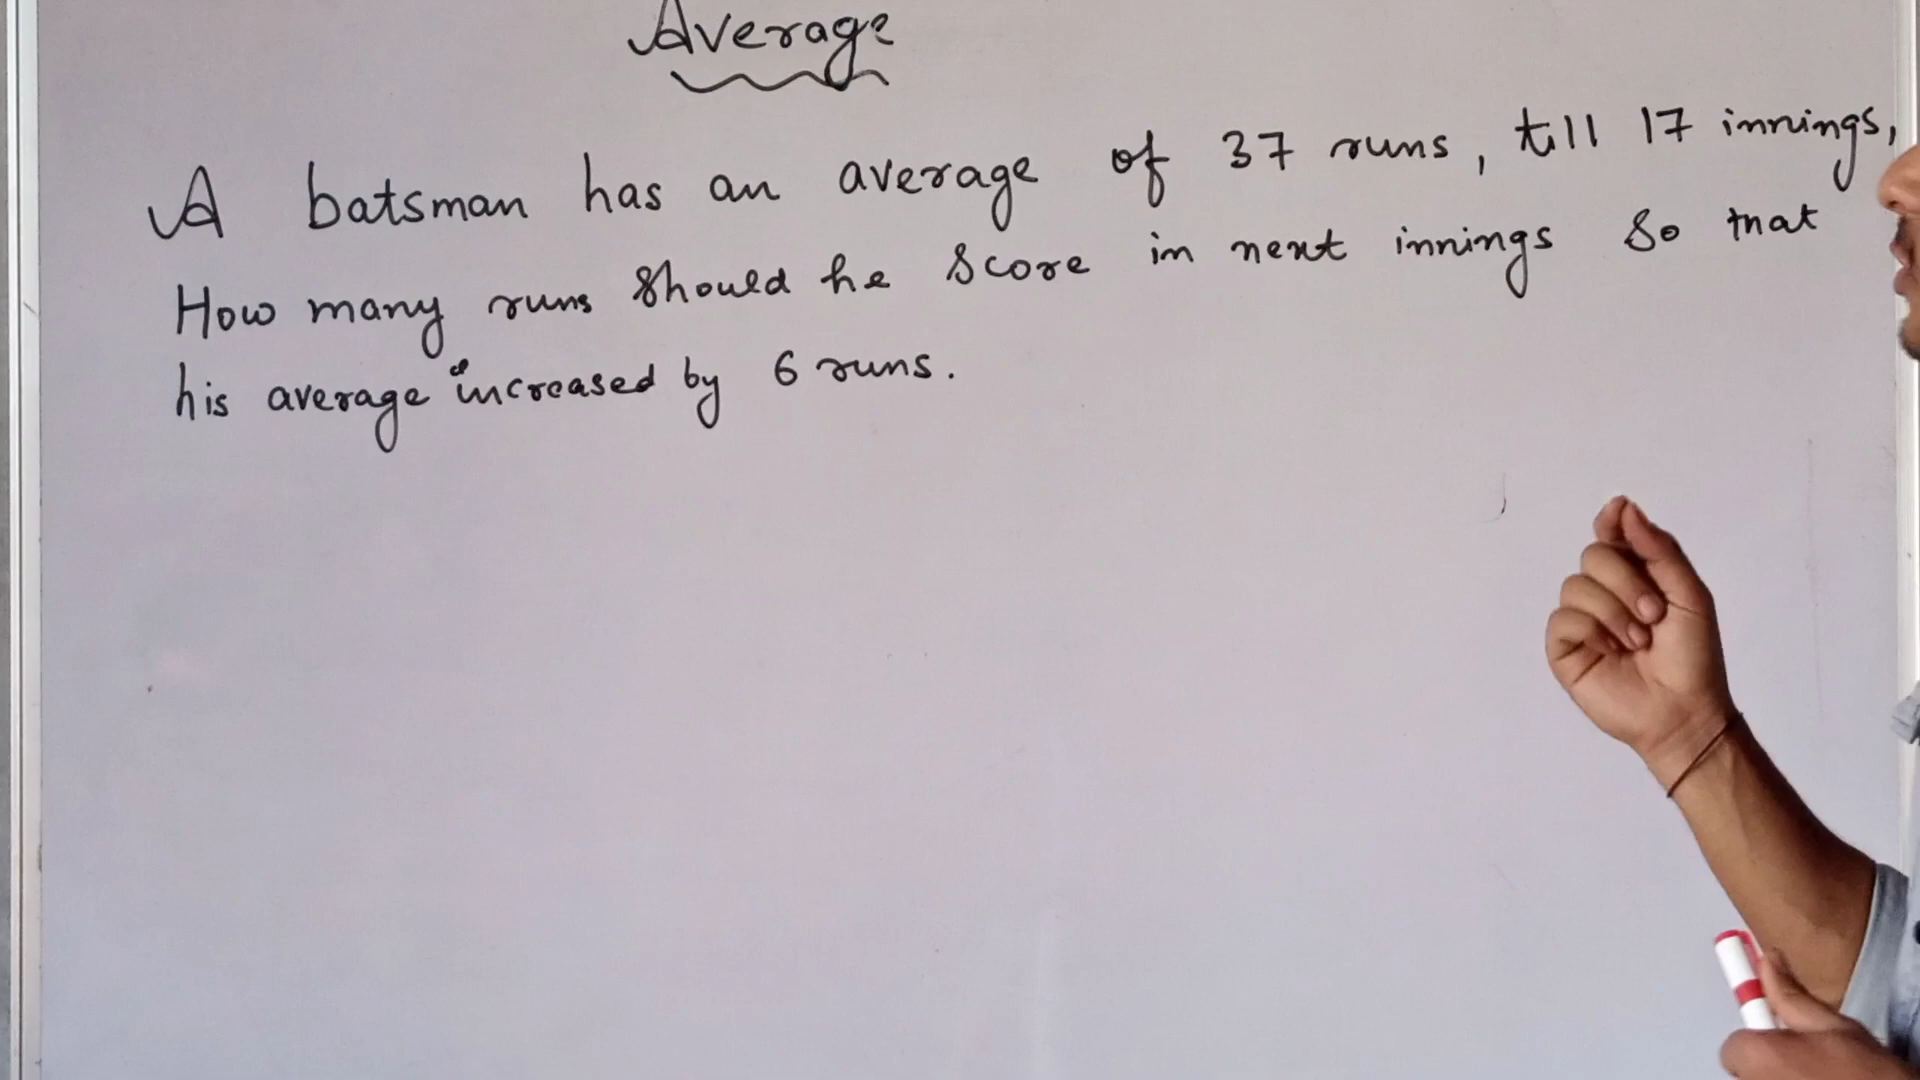 Average
A batsman has an average of 37 runs, till 17 innings,
How many runs should he score in next innings so that
his average increased by 6 runs.